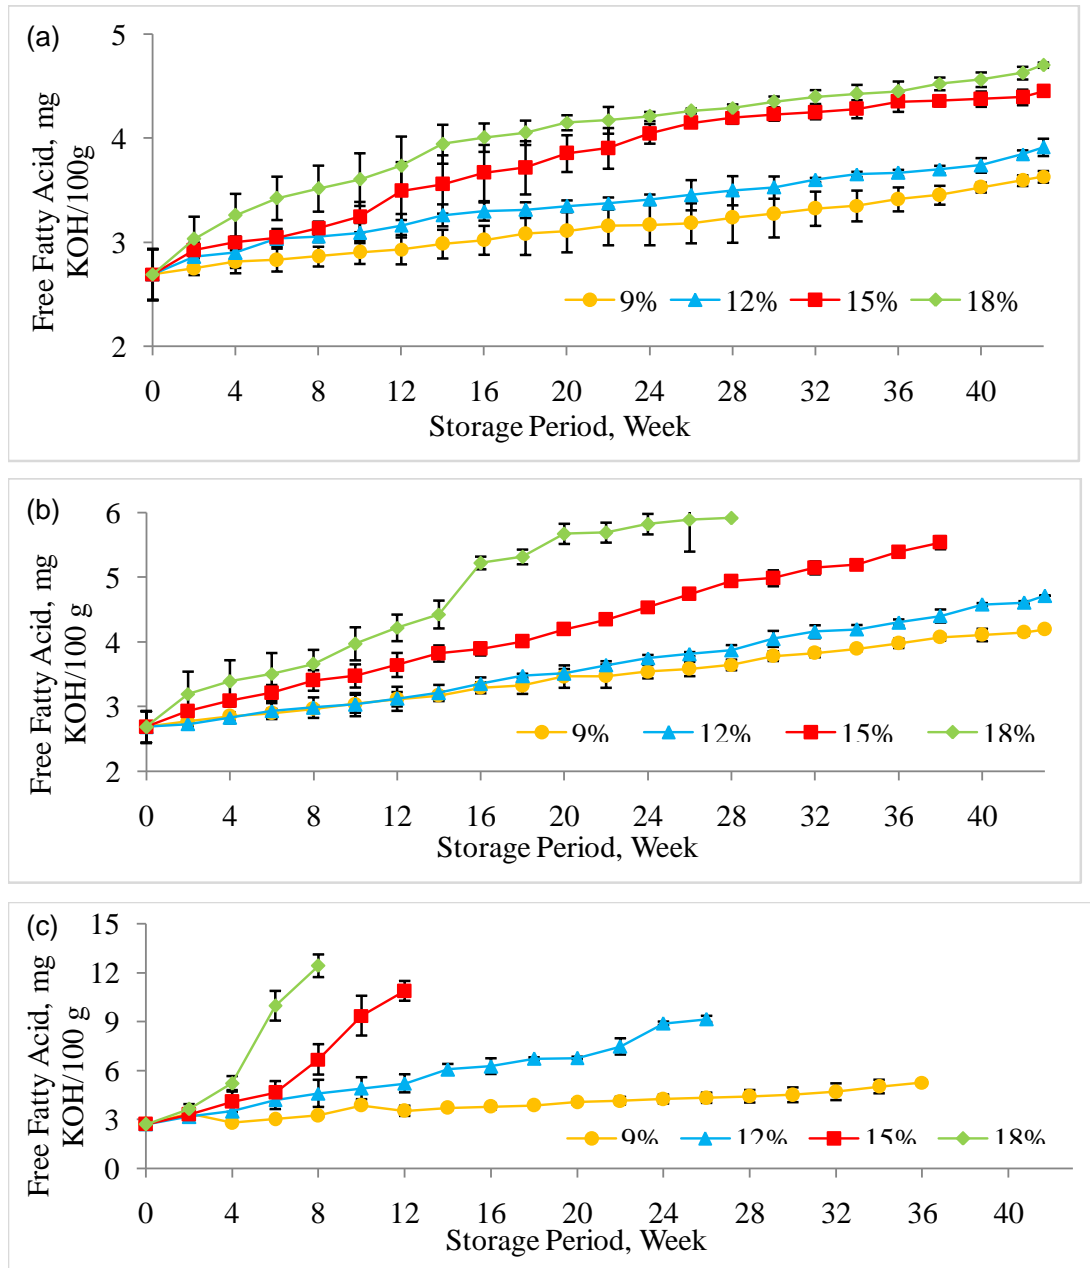 (a)
5
4
3
2
Free Fatty Acid, mg
KOH/100g
9% 12% 15% 18%
0 4 8 12 16 20 24 28 32 36 40
Storage Period, Week
(b)
6
5
4
3
2
Free Fatty Acid, mg
KOH/100 g
9% 12% 15% 18%
0 4 8 12 16 20 24 28 32 36 40
Storage Period, Week
(c)
15
12
9
6
3
0
Free Fatty Acid, mg
KOH/100 g
9% 12% 15% 18%
0 4 8 12 16 20 24 28 32 36 40
Storage Period, Week